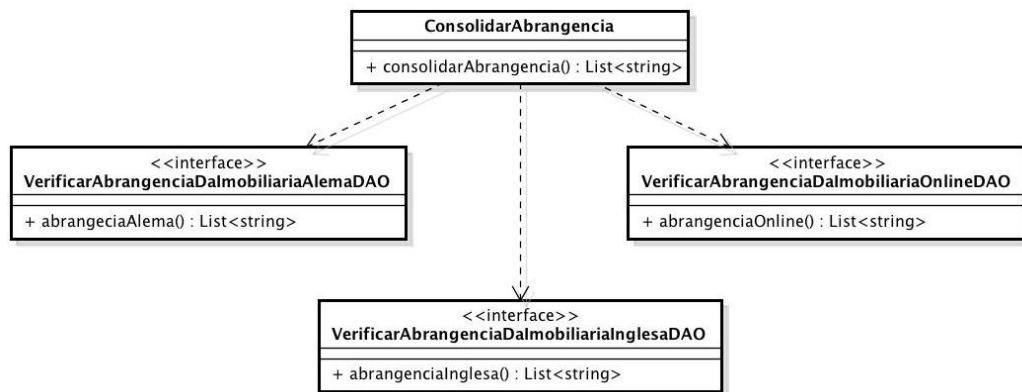 ConsolidarAbrangencia
+ consolidarAbrangencia() : List<string>
<<interface>>
VerificarAbrangenciaDaImobiliariaAlemaDAO
+ abrangeciaAlema() : List<string>
<<interface>>
VerificarAbrangenciaDaImobiliariaOnlineDAO
+ abrangenciaOnline() : List<string>
<<interface>>
VerificarAbrangenciaDaImobiliariaInglesaDAO
+ abrangenciaInglesa() : List<string>